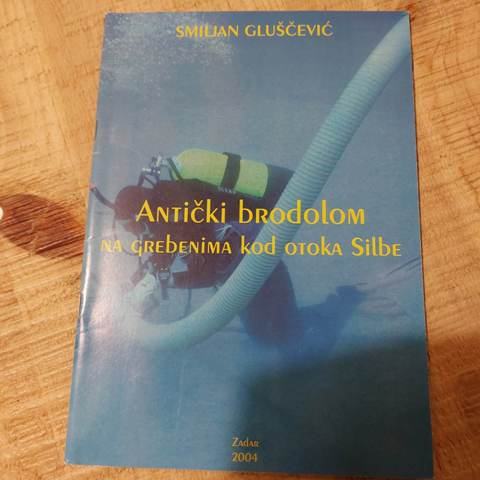 SMILJAN GLUŠČEVIĆ
ANTIČKI BRODOLOM
NA GREBENIMA KOD OTOKA SILBE
Zadar
2004